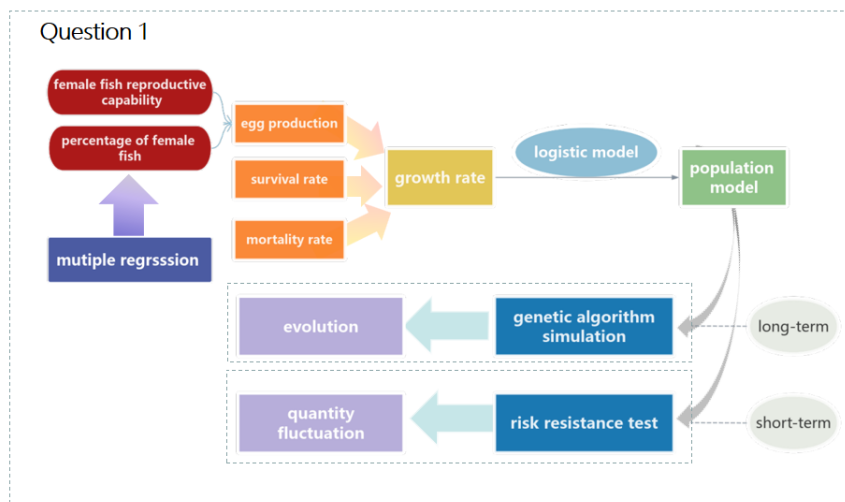 Question 1
female fish reproductive
capability
percentage of female
fish
mutiple regrsssion
egg production
survival rate
mortality rate
growth rate
logistic model
population
model
evolution
genetic algorithm
simulation
long-term
quantity
fluctuation
risk resistance test
short-term